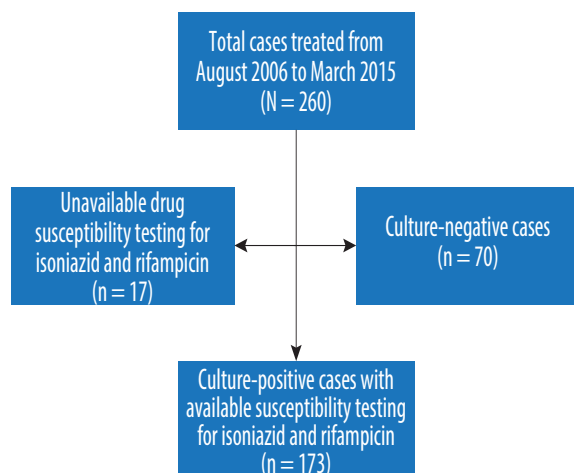 Total cases treated from
August 2006 to March 2015
(N = 260)
Unavailable drug
susceptibility testing for
isoniazid and rifampicin
(n = 17)
Culture-negative cases
(n = 70)
Culture-positive cases with
available susceptibility testing
for isoniazid and rifampicin
(n = 173)